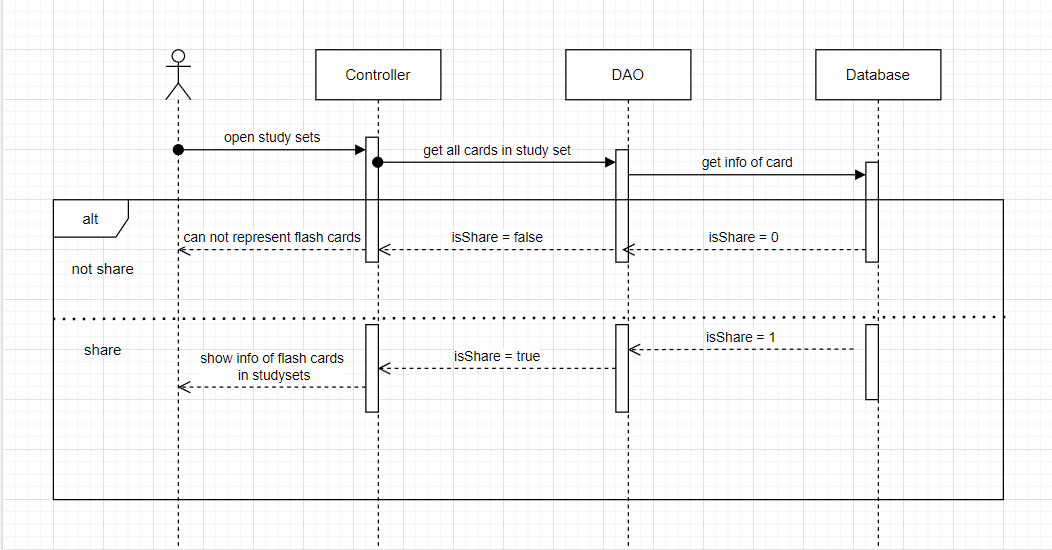 Controller
DAO
Database
open study sets
get all cards in study set
get info of card
alt
can not represent flash cards
isShare = false
isShare = 0
not share
share
isShare = 1
show info of flash cards
in studysets
isShare = true